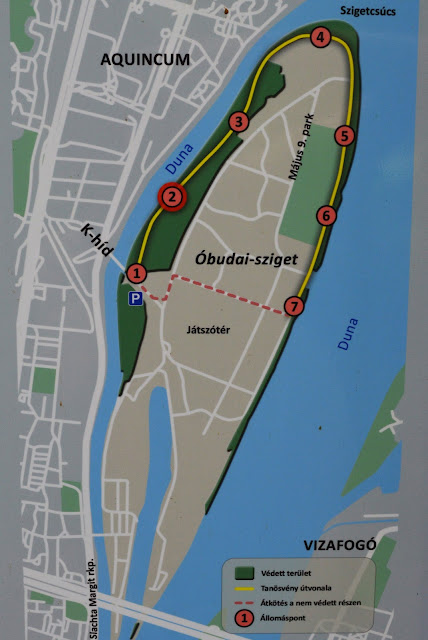 Szigetcsúcs
AQUINCUM
4
3
Május 9. park
5
Duna
2
6
K-híd
Óbudai-sziget
1
P
7
Játszótér
Duna
VIZAFOGÓ
Slachta Margit rkp.
Védett terület
Tanösvény útvonala
Átkötés a nem védett részen
1 Állomáspont